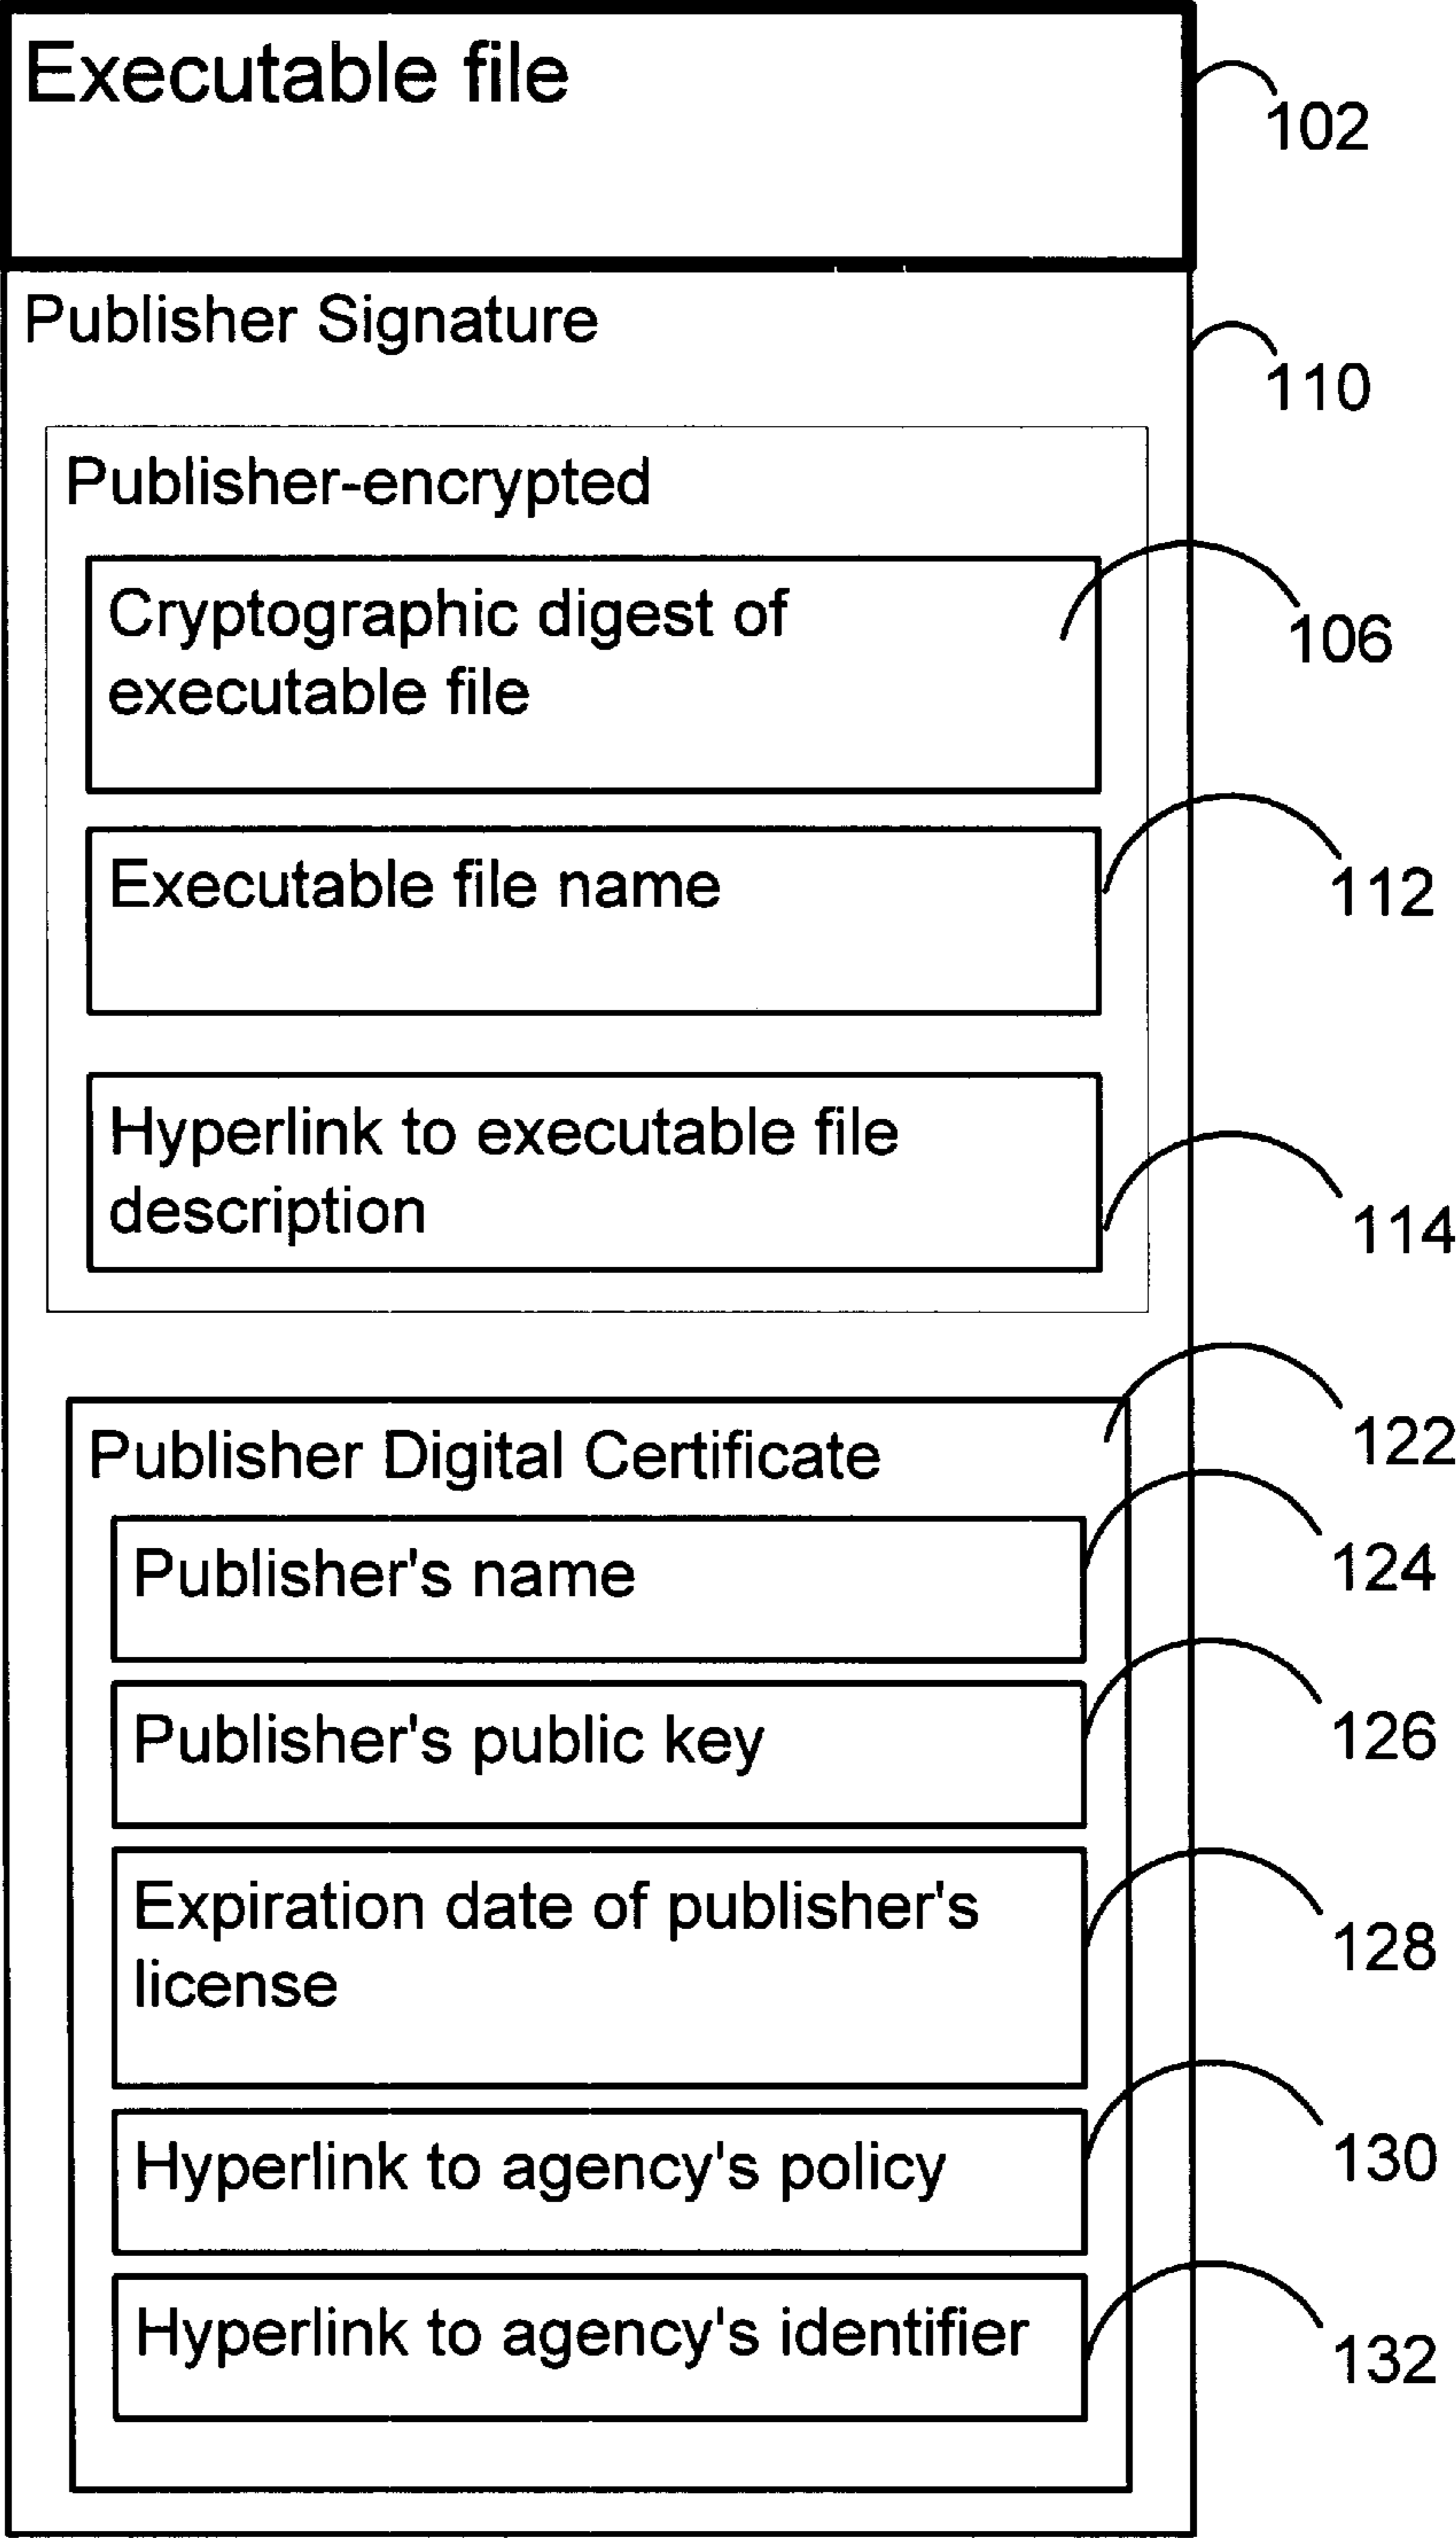 Executable file
102
Publisher Signature
110
Publisher-encrypted
Cryptographic digest of
executable file
106
Executable file name
112
Hyperlink to executable file
description
114
122
Publisher Digital Certificate
Publisher's name
124
Publisher's public key
126
Expiration date of publisher's
license
128
Hyperlink to agency's policy
130
Hyperlink to agency's identifier
132